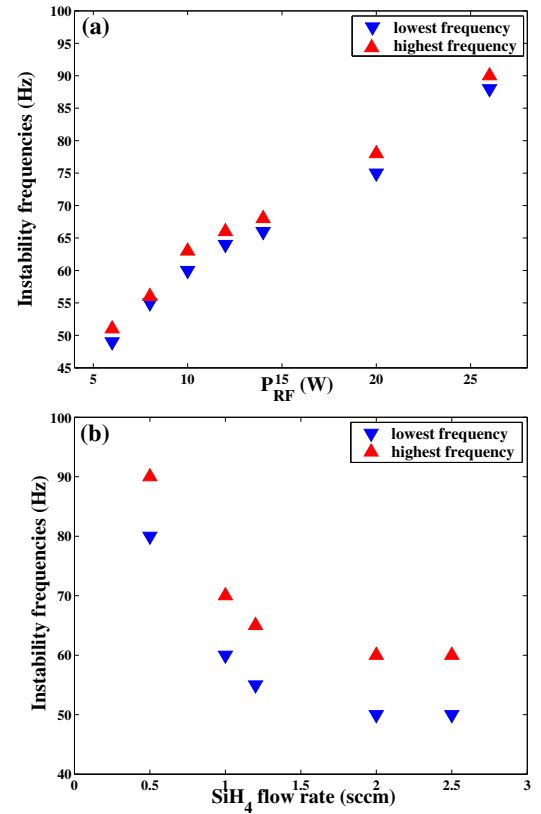 100
(a)
lowest frequency
highest frequency
95
90
85
80
75
70
65
60
55
50
45
Instability frequencies (Hz)
5 10 15 20 25
P_RF (W)
100
(b)
lowest frequency
highest frequency
90
80
70
60
50
40
Instability frequencies (Hz)
0 0.5 1 1.5 2 2.5 3
SiH_4 flow rate (sccm)